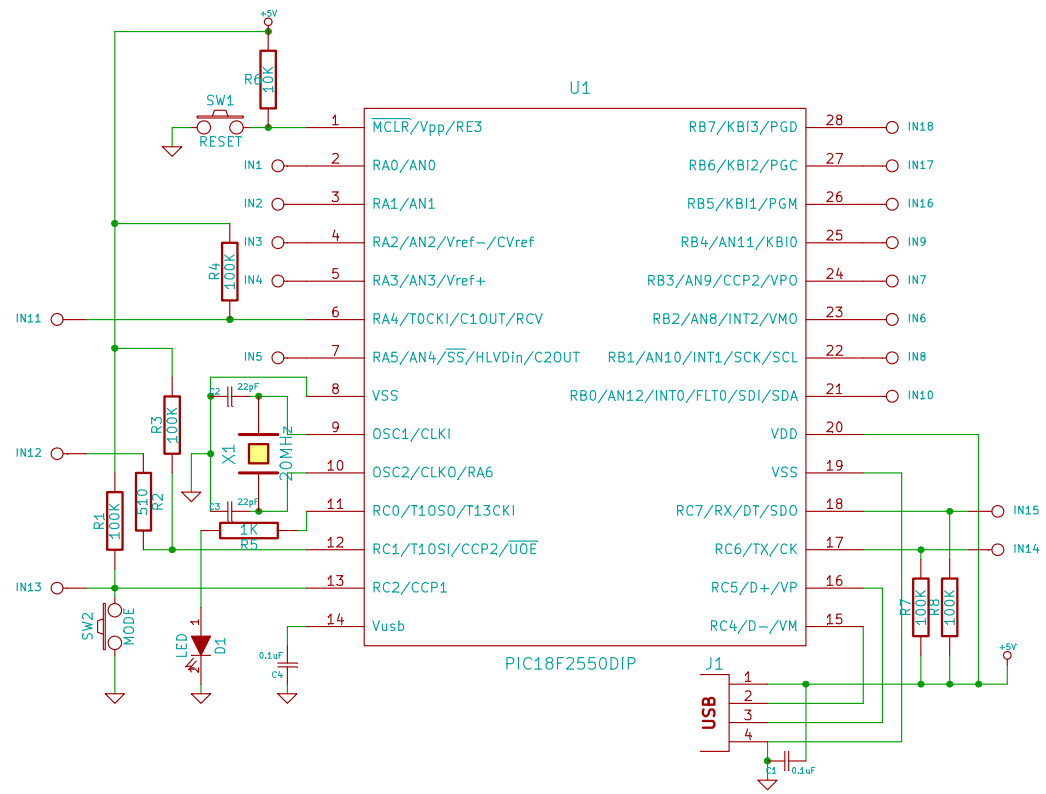 +5V
R6
10K
U1
SW1
RESET
1
MCLR/Vpp/RE3
RB7/KBI3/PGD
28
IN18
IN1
2
RA0/AN0
RB6/KBI2/PGC
27
IN17
IN2
3
RA1/AN1
RB5/KBI1/PGM
26
IN16
IN3
4
RA2/AN2/Vref-/CVref
RB4/AN11/KBI0
25
IN9
R4
100K
IN4
5
RA3/AN3/Vref+
RB3/AN9/CCP2/VPO
24
IN7
IN11
6
RA4/T0CKI/C1OUT/RCV
RB2/AN8/INT2/VMO
23
IN6
IN5
7
RA5/AN4/SS/HLVDin/C2OUT
RB1/AN10/INT1/SCK/SCL
22
IN8
C2
22pF
8
VSS
RB0/AN12/INT0/FLT0/SDI/SDA
21
IN10
R3
100K
9
OSC1/CLKI
VDD
20
IN12
X1
20MHz
10
OSC2/CLKO/RA6
VSS
19
510
R2
C3
22pF
R1
100K
1K
R5
11
RC0/T1OSO/T13CKI
RC7/RX/DT/SDO
18
IN15
12
RC1/T1OSI/CCP2/UOE
RC6/TX/CK
17
IN14
IN13
13
RC2/CCP1
RC5/D+/VP
16
R7
100K
R8
100K
SW2
MODE
14
Vusb
RC4/D-/VM
15
1
LED
D1
2
0.1uF
C4
PIC18F2550DIP
J1
+5V
USB
1
2
3
4
C1
0.1uF